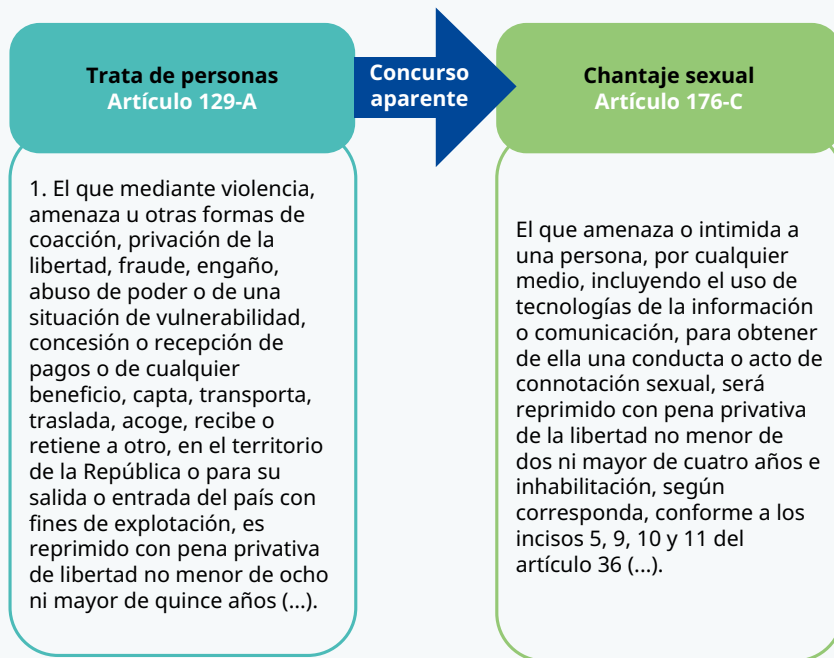 Trata de personas
Artículo 129-A
Concurso
aparente
Chantaje sexual
Artículo 176-C
1. El que mediante violencia,
amenaza u otras formas de
coacción, privación de la
libertad, fraude, engaño,
abuso de poder o de una
situación de vulnerabilidad,
concesión o recepción de
pagos o de cualquier
beneficio, capta, transporta,
traslada, acoge, recibe o
retiene a otro, en el territorio
de la República o para su
salida o entrada del país con
fines de explotación, es
reprimido con pena privativa
de libertad no menor de ocho
ni mayor de quince años (...).
El que amenaza o intimida a
una persona, por cualquier
medio, incluyendo el uso de
tecnologías de la información
o comunicación, para obtener
de ella una conducta o acto de
connotación sexual, será
reprimido con pena privativa
de la libertad no menor de
dos ni mayor de cuatro años e
inhabilitación, según
corresponda, conforme a los
incisos 5, 9, 10 y 11 del
artículo 36 (...).